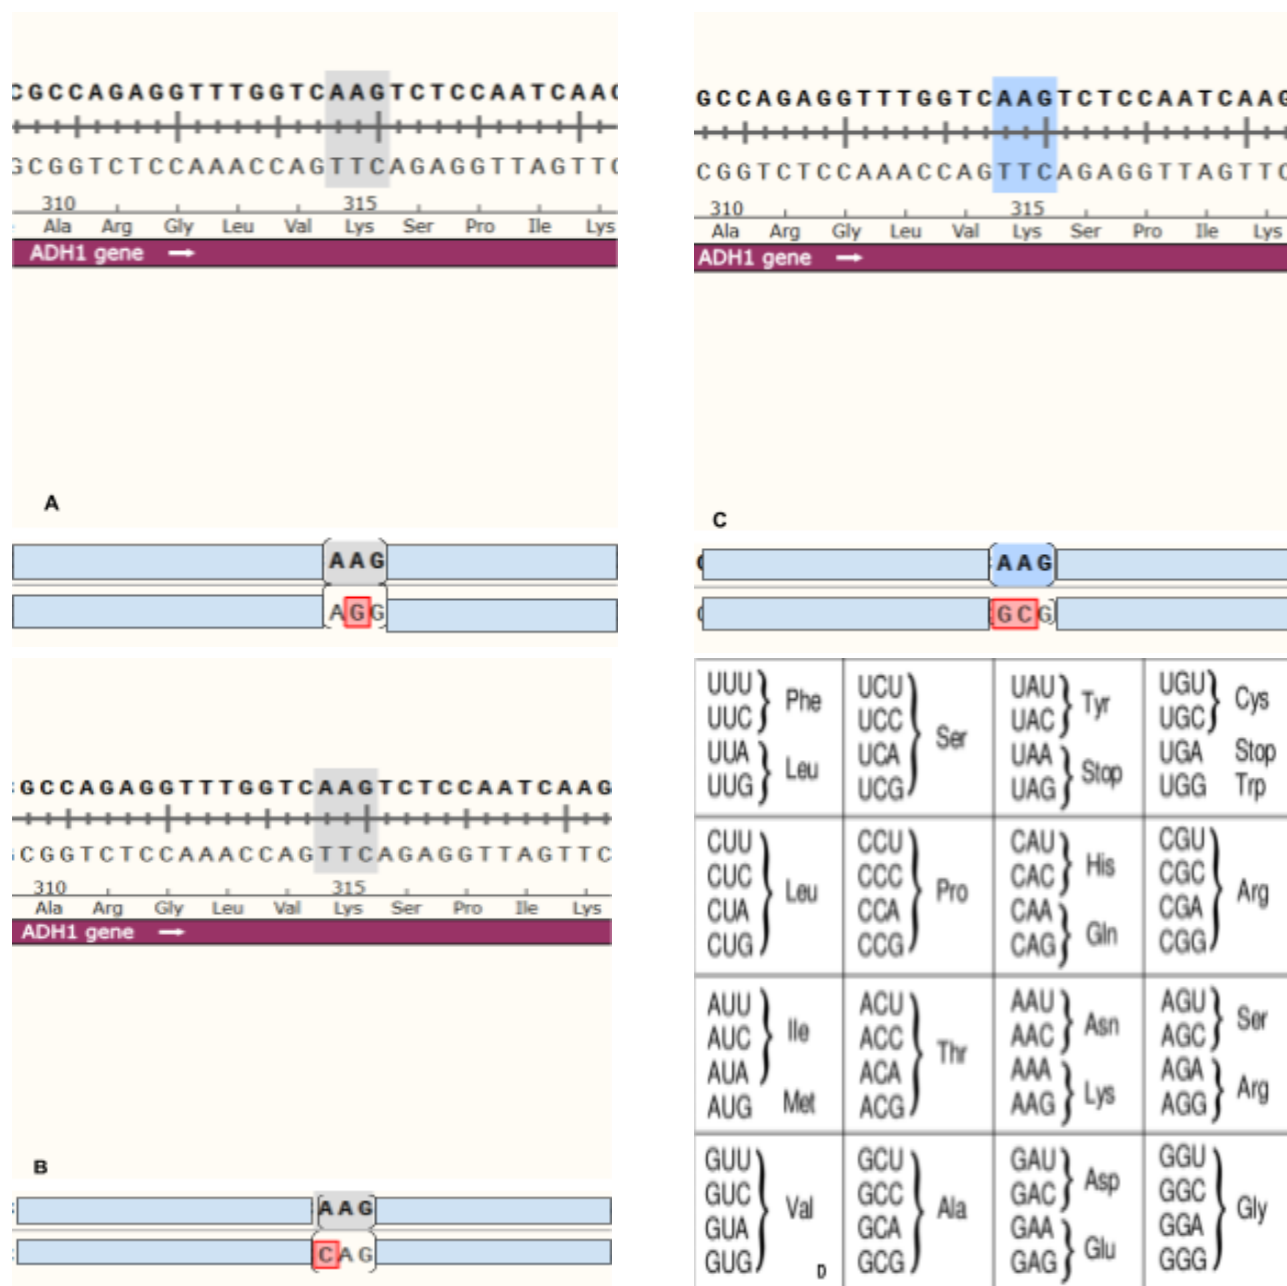 CGCCAGAGGTTTGGTCAAGTCTCCAATCAAC
GCGGTCTCCAAACCAGTTCAGAGGTTAGTTC
310 315
Ala Arg Gly Leu Val Lys Ser Pro Ile Lys
ADH1 gene
A
AAG
AGG
GCCAGAGGTTTGGTCAAGTCTCCAATCAAG
CGGTCTCCAAACCAGTTCAGAGGTTAGTTC
310 315
Ala Arg Gly Leu Val Lys Ser Pro Ile Lys
ADH1 gene
C
AAG
GCG
GCCAGAGGTTTGGTCAAGTCTCCAATCAAG
CGGTCTCCAAACCAGTTCAGAGGTTAGTTC
310 315
Ala Arg Gly Leu Val Lys Ser Pro Ile Lys
ADH1 gene
B
AAG
CAG
UUU UCU UAU UGU
UUC Phe UCC Ser UAC Tyr UGC Cys
UUA UCA UAA UGA Stop
UUG Leu UCG UAG Stop UGG Trp
CUU CCU CAU CGU
CUC Leu CCC Pro CAC His CGC Arg
CUA CCA CAA CGA
CUG CCG CAG Gln CGG
AUU ACU AAU AGU
AUC Ile ACC Thr AAC Asn AGC Ser
AUA ACA AAA AGA
AUG Met ACG AAG Lys AGG Arg
GUU GCU GAU GGU
GUC Val GCC Ala GAC Asp GGC Gly
GUA GCA GAA GGA
GUG GCG GAG Glu GGG
D